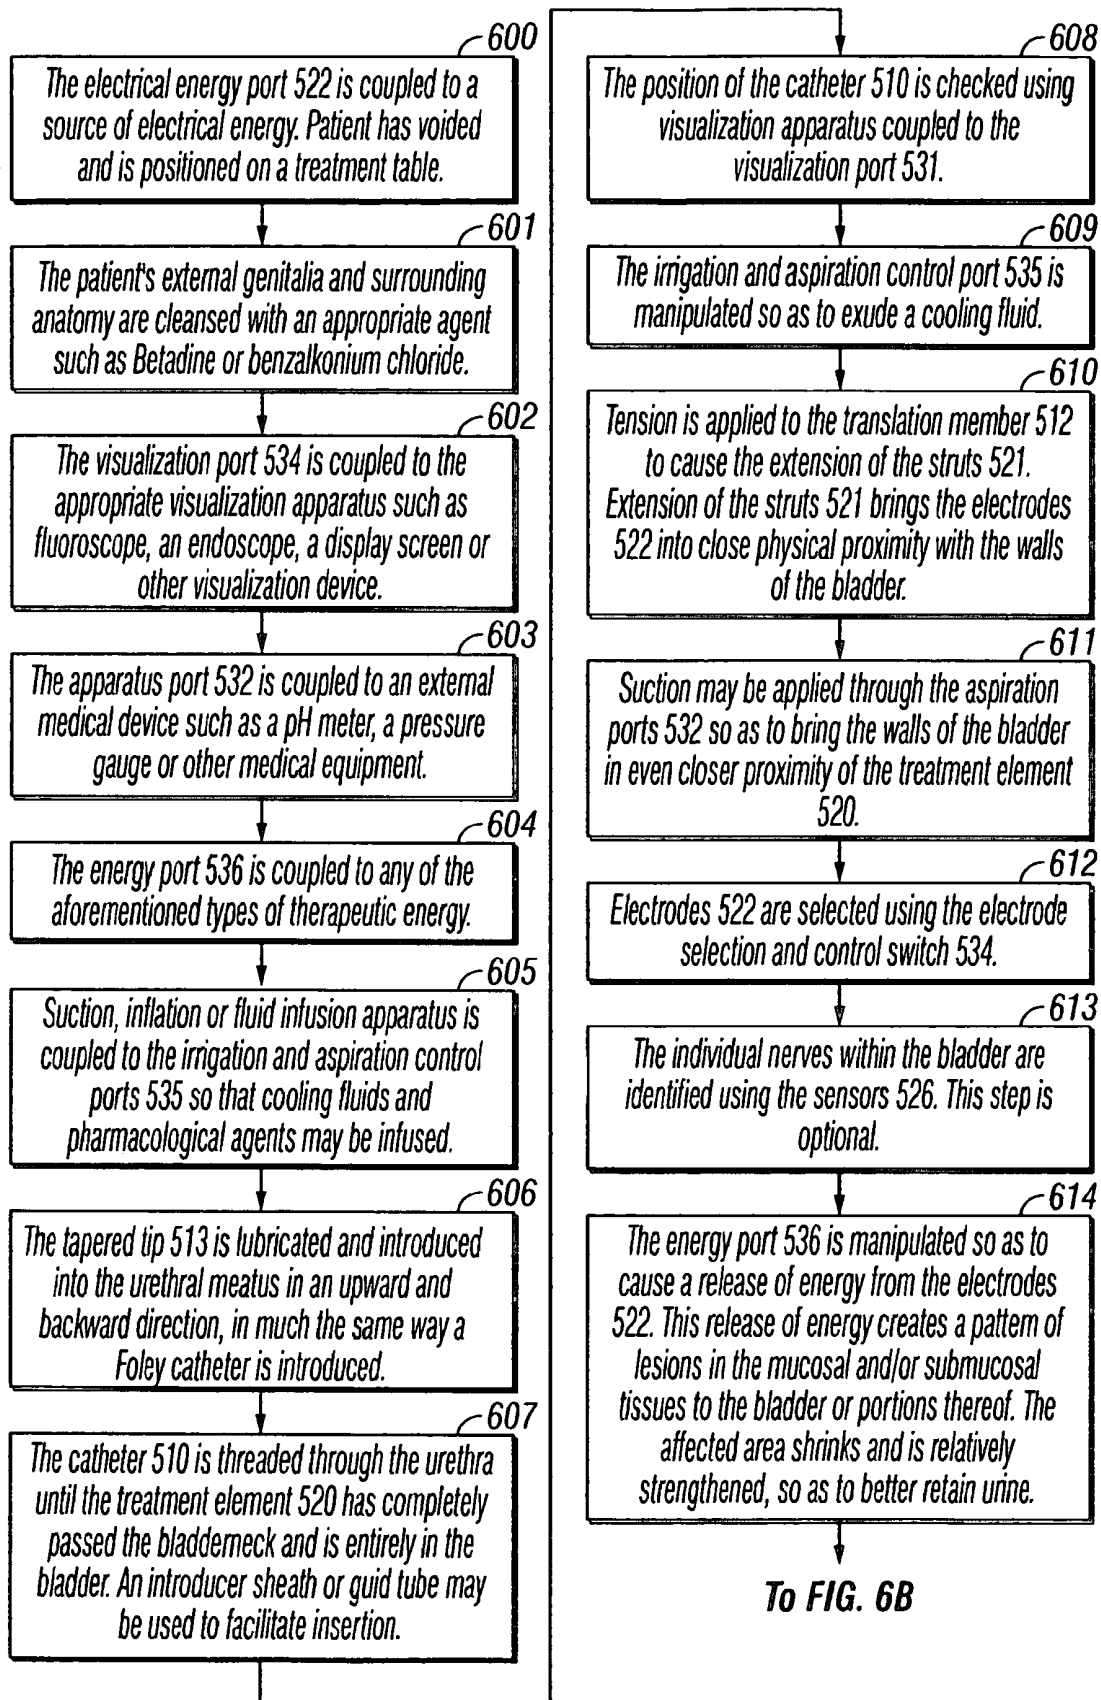 600
The electrical energy port 522 is coupled to a
source of electrical energy. Patient has voided
and is positioned on a treatment table.
601
The patient's external genitalia and surrounding
anatomy are cleansed with an appropriate agent
such as Betadine or benzalkonium chloride.
602
The visualization port 534 is coupled to the
appropriate visualization apparatus such as
fluoroscope, an endoscope, a display screen or
other visualization device.
603
The apparatus port 532 is coupled to an external
medical device such as a pH meter, a pressure
gauge or other medical equipment.
604
The energy port 536 is coupled to any of the
aforementioned types of therapeutic energy.
605
Suction, inflation or fluid infusion apparatus is
coupled to the irrigation and aspiration control
ports 535 so that cooling fluids and
pharmacological agents may be infused.
606
The tapered tip 513 is lubricated and introduced
into the urethral meatus in an upward and
backward direction, in much the same way a
Foley catheter is introduced.
607
The catheter 510 is threaded through the urethra
until the treatment element 520 has completely
passed the bladderneck and is entirely in the
bladder. An introducer sheath or guid tube may
be used to facilitate insertion.
608
The position of the catheter 510 is checked using
visualization apparatus coupled to the
visualization port 531.
609
The irrigation and aspiration control port 535 is
manipulated so as to exude a cooling fluid.
610
Tension is applied to the translation member 512
to cause the extension of the struts 521.
Extension of the struts 521 brings the electrodes
522 into close physical proximity with the walls
of the bladder.
611
Suction may be applied through the aspiration
ports 532 so as to bring the walls of the bladder
in even closer proximity of the treatment element
520.
612
Electrodes 522 are selected using the electrode
selection and control switch 534.
613
The individual nerves within the bladder are
identified using the sensors 526. This step is
optional.
614
The energy port 536 is manipulated so as to
cause a release of energy from the electrodes
522. This release of energy creates a pattern of
lesions in the mucosal and/or submucosal
tissues to the bladder or portions thereof. The
affected area shrinks and is relatively
strengthened, so as to better retain urine.
To FIG. 6B